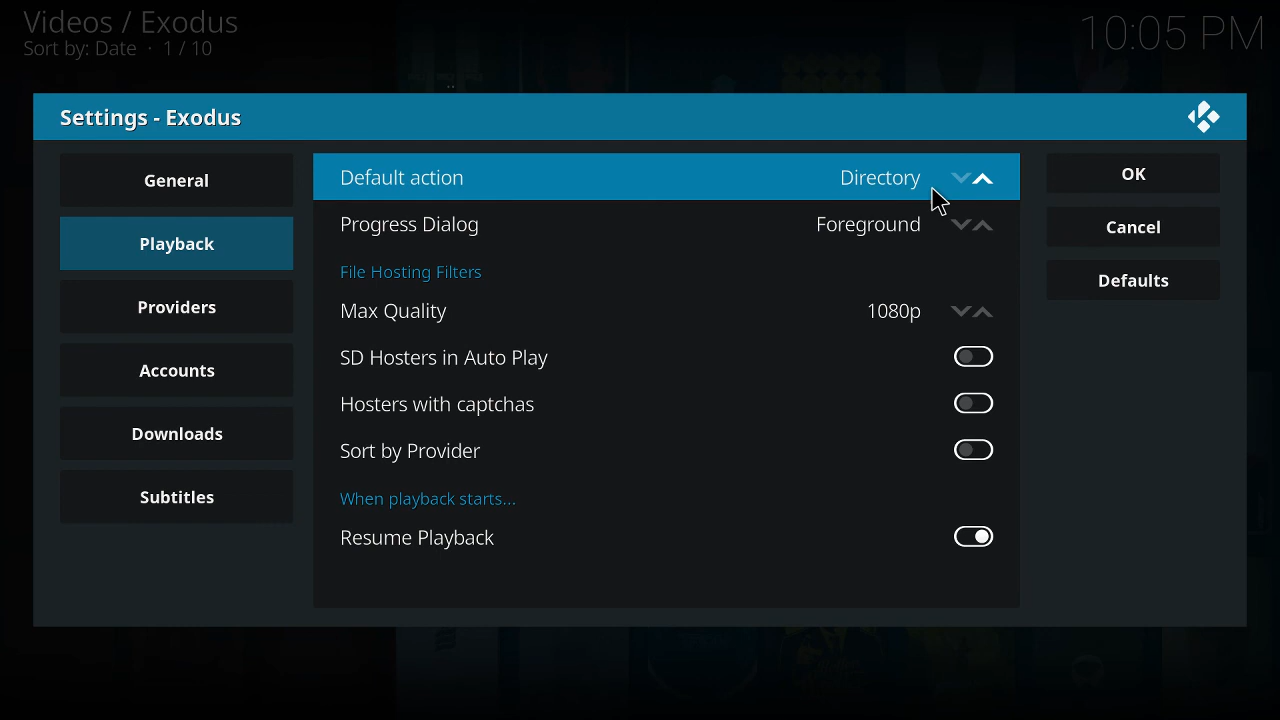 Videos / Exodus
Sort by: Date · 1 / 10
10:05 PM
..
Settings - Exodus
General
Playback
Providers
Accounts
Downloads
Subtitles
Default action Directory
Progress Dialog Foreground
File Hosting Filters
Max Quality 1080p
SD Hosters in Auto Play
Hosters with captchas
Sort by Provider
When playback starts...
Resume Playback
OK
Cancel
Defaults